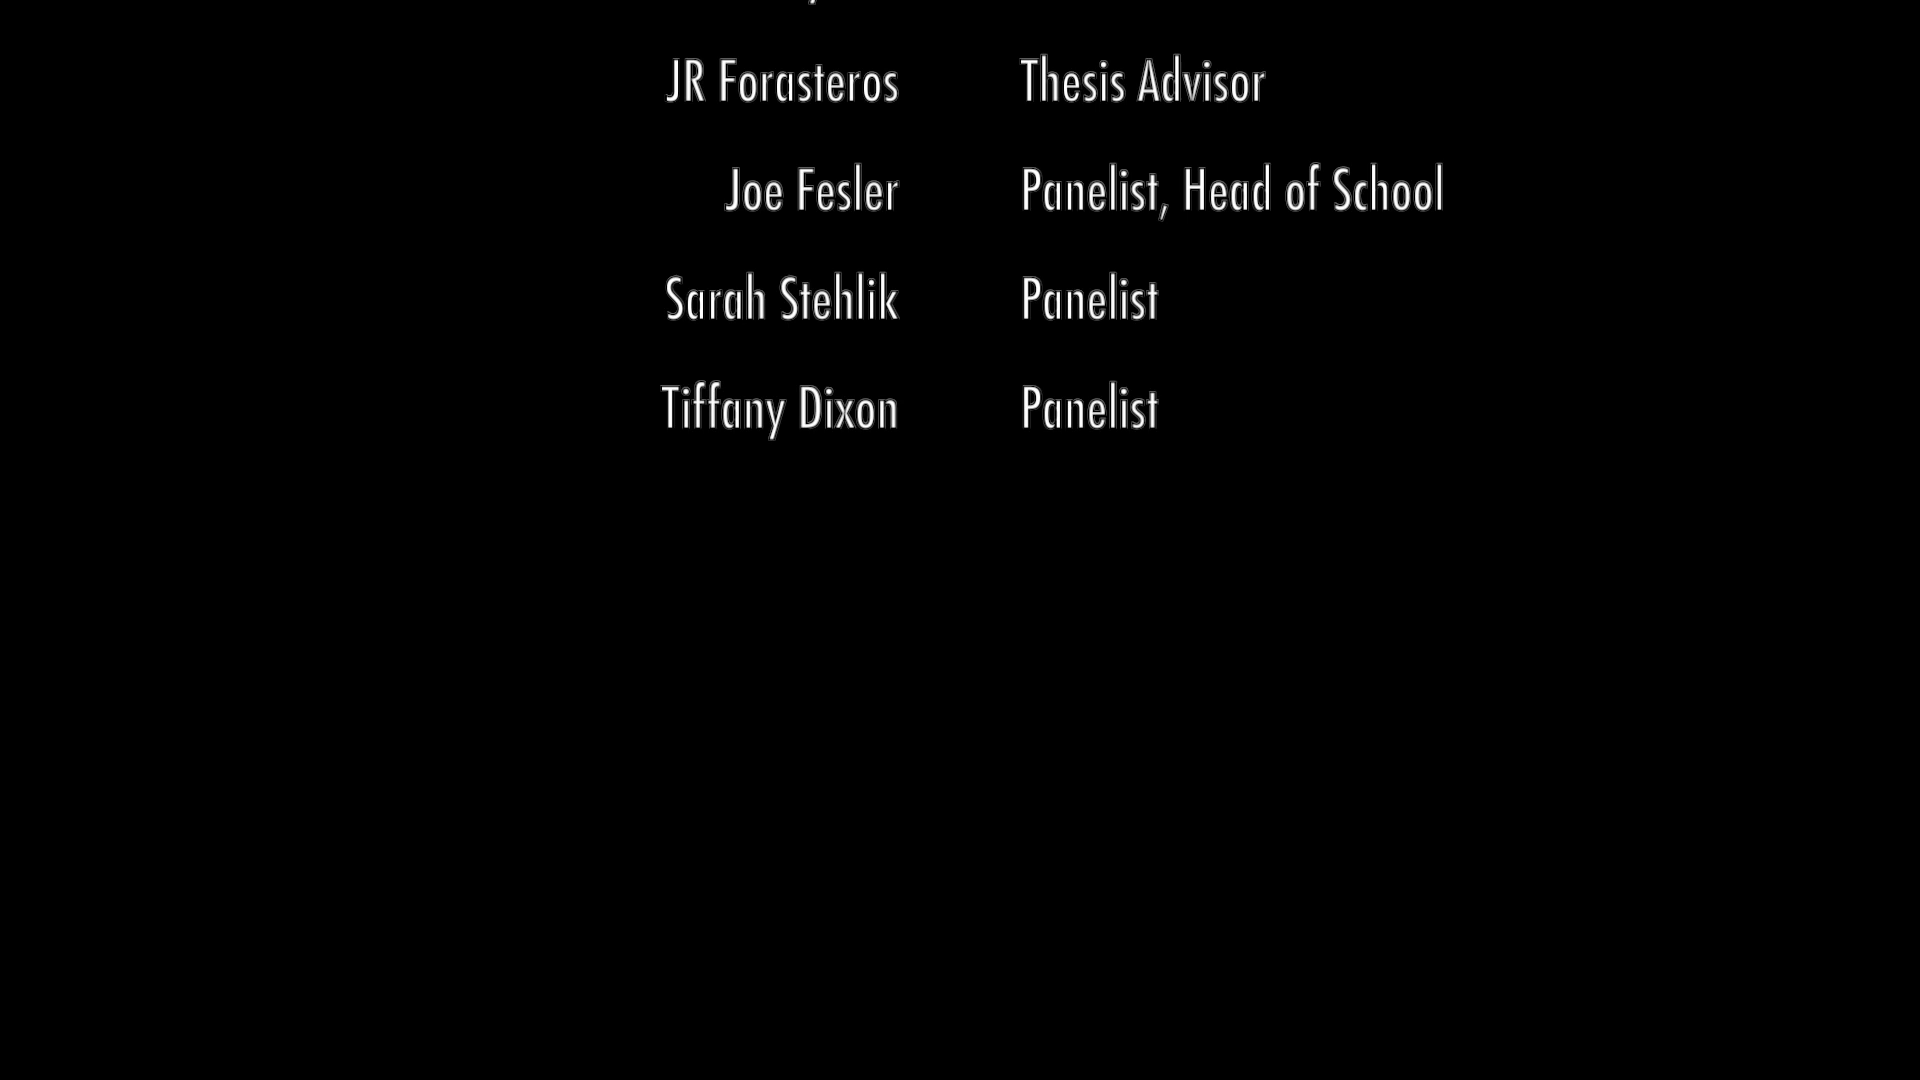 JR Forasteros Thesis Advisor
Joe Fesler Panelist, Head of School
Sarah Stehlik Panelist
Tiffany Dixon Panelist